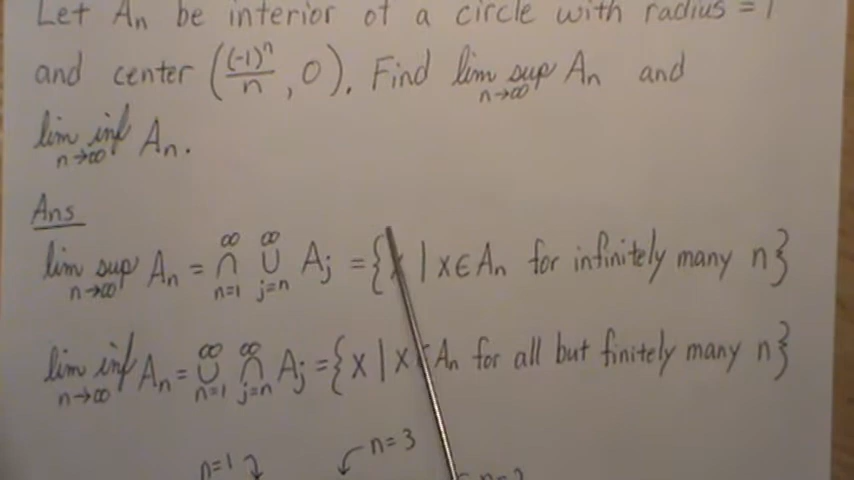 Let Aₙ be interior of a circle with radius = 1
and center ((-1)ⁿ/n, 0). Find lim sup n→∞ Aₙ and
lim inf n→∞ Aₙ.
Ans
lim sup n→∞ Aₙ = ∩ n=1 ∞ ∪ j=n ∞ Aⱼ = {x | x ∈ Aₙ for infinitely many n}
lim inf n→∞ Aₙ = ∪ n=1 ∞ ∩ j=n ∞ Aⱼ = {x | x ∈ Aₙ for all but finitely many n}
n=1 n=3